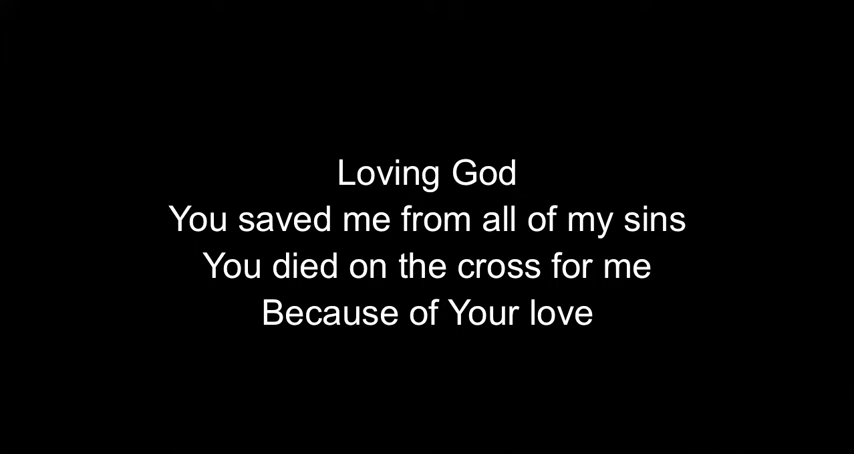 Loving God
You saved me from all of my sins
You died on the cross for me
Because of Your love